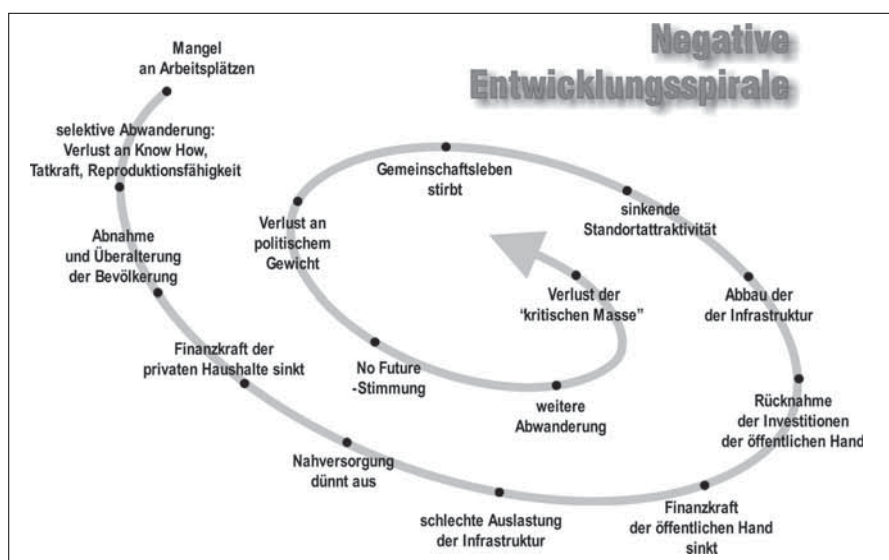 Negative
Entwicklungsspirale
Mangel
an Arbeitsplätzen
selektive Abwanderung:
Verlust an Know How,
Tatkraft, Reproduktionsfähigkeit
Abnahme
und Überalterung
der Bevölkerung
Finanzkraft der
privaten Haushalte sinkt
Nahversorgung
dünnt aus
schlechte Auslastung
der Infrastruktur
Finanzkraft
der öffentlichen Hand
sinkt
Rücknahme
der Investitionen
der öffentlichen Hand
Abbau der
der Infrastruktur
sinkende
Standortattraktivität
Gemeinschaftsleben
stirbt
Verlust an
politischem
Gewicht
No Future
-Stimmung
weitere
Abwanderung
Verlust der
"kritischen Masse"